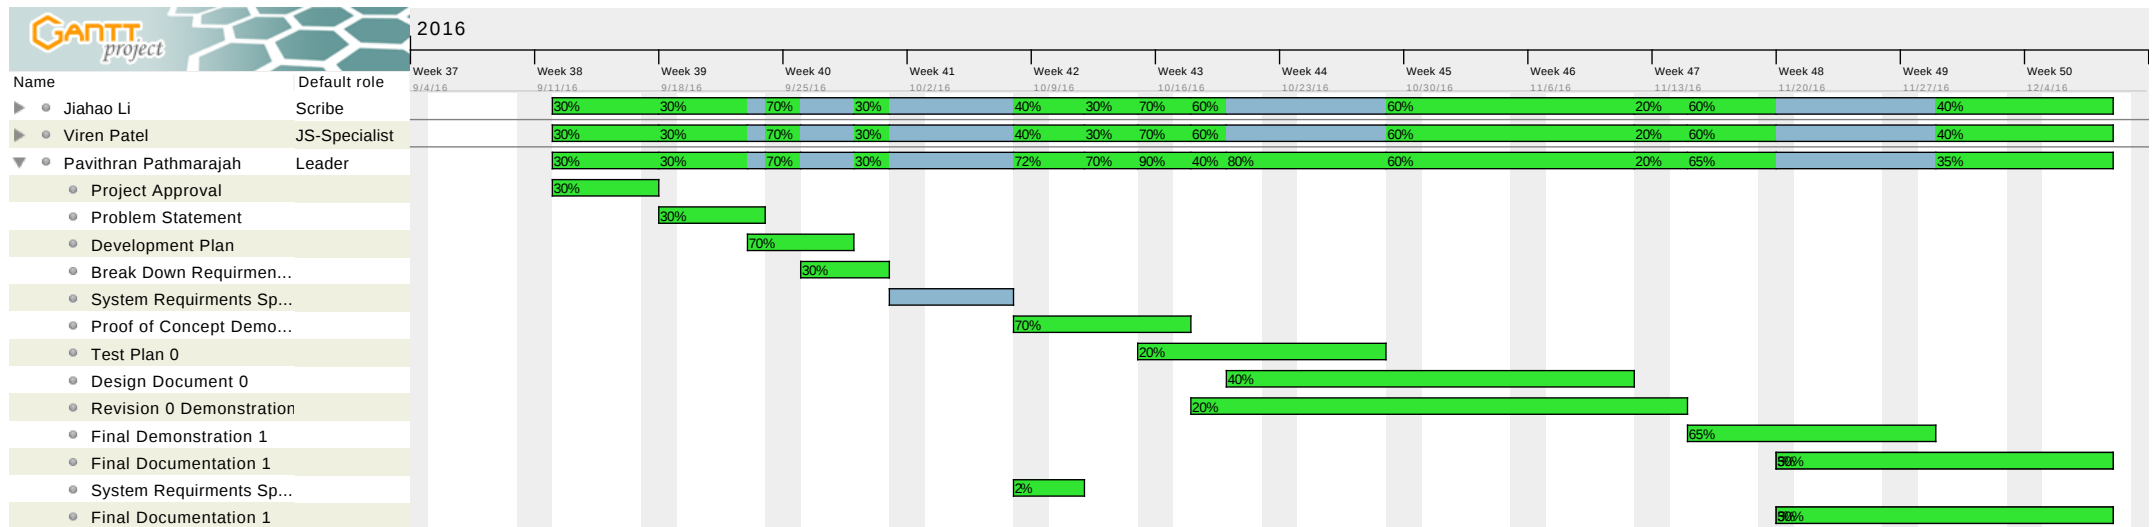 GANTT
project
2016
Week 37 Week 38 Week 39 Week 40 Week 41 Week 42 Week 43 Week 44 Week 45 Week 46 Week 47 Week 48 Week 49 Week 50
Name Default role
9/4/16 9/11/16 9/18/16 9/25/16 10/2/16 10/9/16 10/16/16 10/23/16 10/30/16 11/6/16 11/13/16 11/20/16 11/27/16 12/4/16
Jiahao Li Scribe 30% 30% 70% 30% 40% 30% 70% 60% 60% 20% 60% 40%
Viren Patel JS-Specialist 30% 30% 70% 30% 40% 30% 70% 60% 60% 20% 60% 40%
Pavithran Pathmarajah Leader 30% 30% 70% 30% 72% 70% 90% 40% 80% 60% 20% 65% 35%
Project Approval 30%
Problem Statement 30%
Development Plan 70%
Break Down Requirmen... 30%
System Requirments Sp...
Proof of Concept Demo... 70%
Test Plan 0 20%
Design Document 0 40%
Revision 0 Demonstration 20%
Final Demonstration 1 65%
Final Documentation 1
System Requirments Sp... 2%
Final Documentation 1